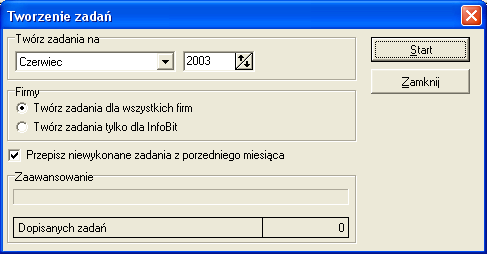 Tworzenie zadań
Twórz zadania na
Czerwiec 2003
Start
Zamknij
Firmy
Twórz zadania dla wszystkich firm
Twórz zadania tylko dla InfoBit
Przepisz niewykonane zadania z porzedniego miesiąca
Zaawansowanie
Dopisanych zadań 0